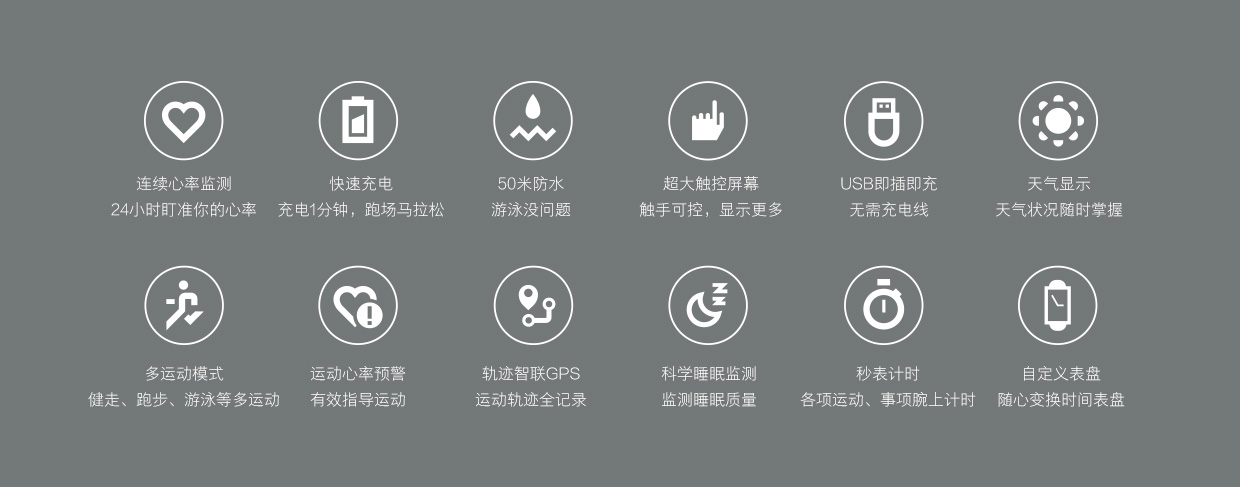 连续心率监测
24小时盯准你的心率
快速充电
充电1分钟，跑场马拉松
50米防水
游泳没问题
超大触控屏幕
触手可控，显示更多
USB即插即充
无需充电线
天气显示
天气状况随时掌握
多运动模式
健走、跑步、游泳等多运动
运动心率预警
有效指导运动
轨迹智联GPS
运动轨迹全记录
科学睡眠监测
监测睡眠质量
秒表计时
各项运动、事项腕上计时
自定义表盘
随心变换时间表盘